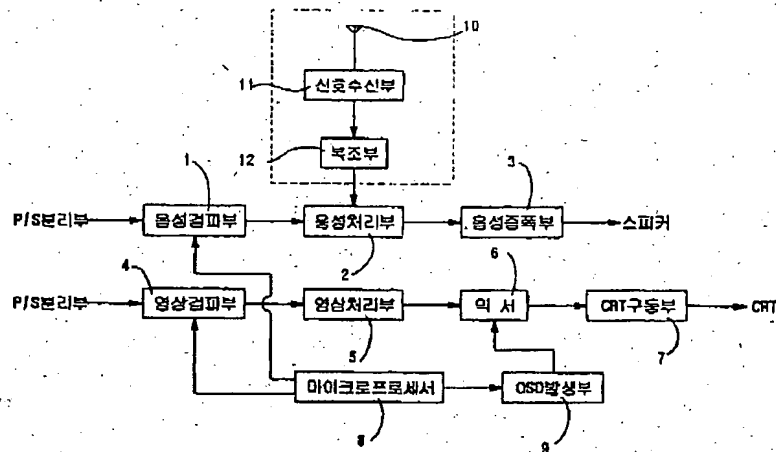 10
11
신호수신부
12
복조부
1
3
P/S분리부
음성검파부
음성처리부
음성증폭부
스피커
2
6
4
P/S분리부
영상검파부
영상처리부
믹 서
CRT구동부
CRT
5
7
마이크로프로세서
OSD발생부
8
9